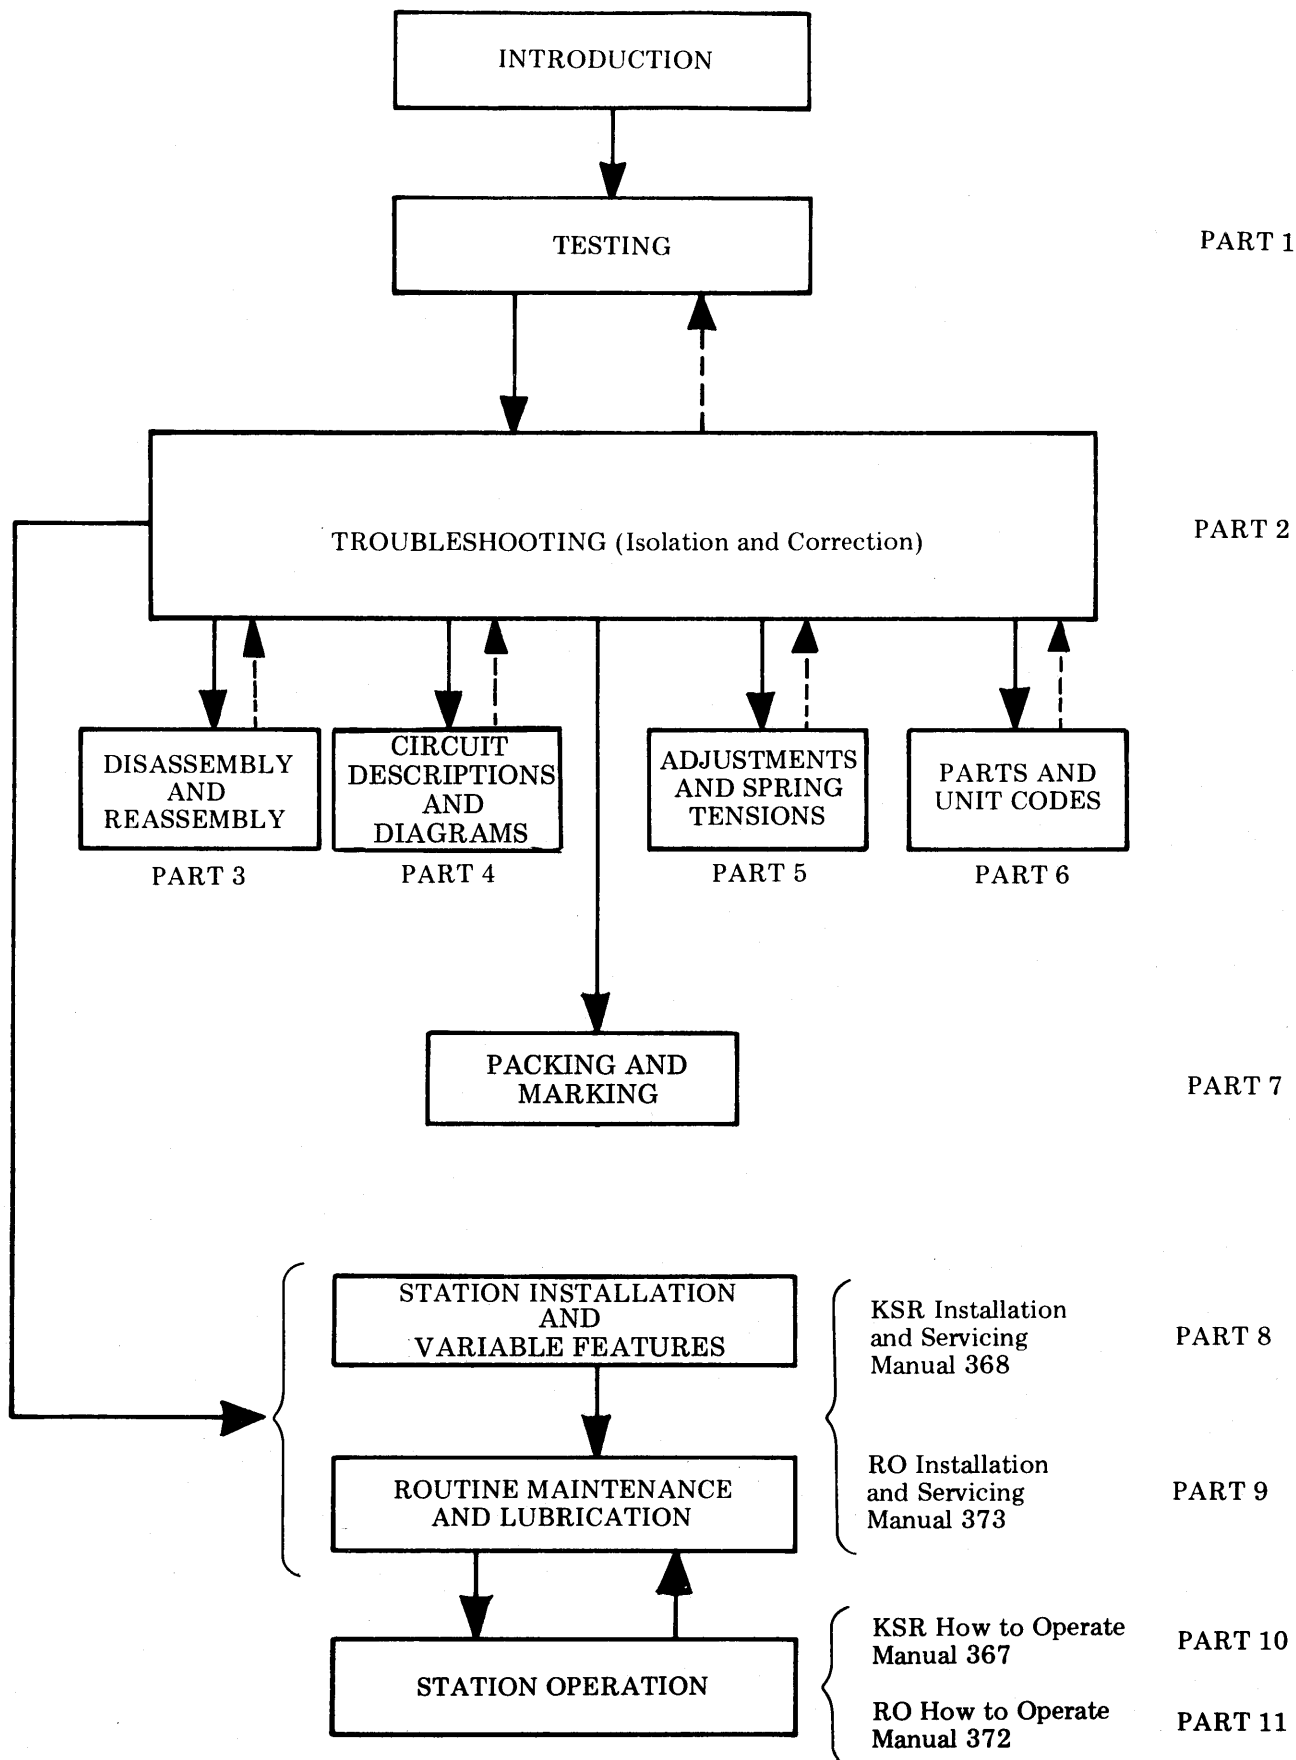 INTRODUCTION
TESTING
PART 1
TROUBLESHOOTING (Isolation and Correction)
PART 2
DISASSEMBLY
AND
REASSEMBLY
PART 3
CIRCUIT
DESCRIPTIONS
AND
DIAGRAMS
PART 4
ADJUSTMENTS
AND SPRING
TENSIONS
PART 5
PARTS AND
UNIT CODES
PART 6
PACKING AND
MARKING
PART 7
STATION INSTALLATION
AND
VARIABLE FEATURES
KSR Installation
and Servicing
Manual 368
PART 8
ROUTINE MAINTENANCE
AND LUBRICATION
RO Installation
and Servicing
Manual 373
PART 9
STATION OPERATION
KSR How to Operate
Manual 367
PART 10
RO How to Operate
Manual 372
PART 11